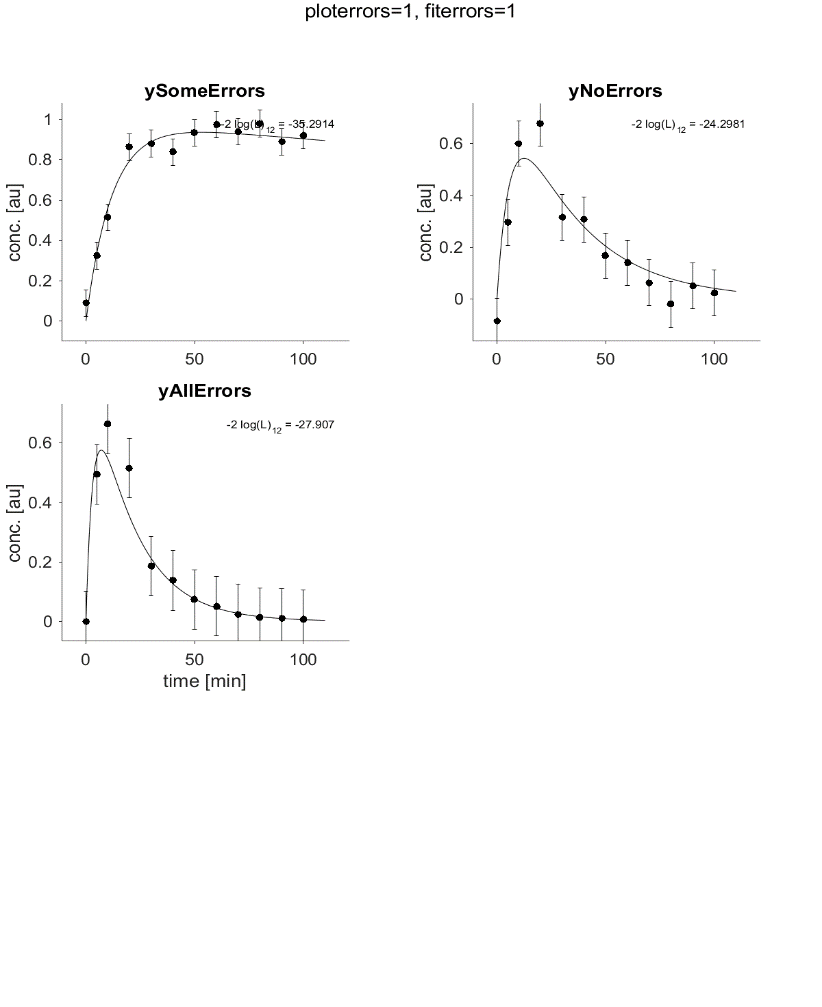 ploterrors=1, fiterrors=1
ySomeErrors
-2 log(L)12 = -35.2914
conc. [au]
1
0.8
0.6
0.4
0.2
0
0 50 100
yNoErrors
-2 log(L)12 = -24.2981
conc. [au]
0.6
0.4
0.2
0
0 50 100
yAllErrors
-2 log(L)12 = -27.907
conc. [au]
0.6
0.4
0.2
0
0 50 100
time [min]